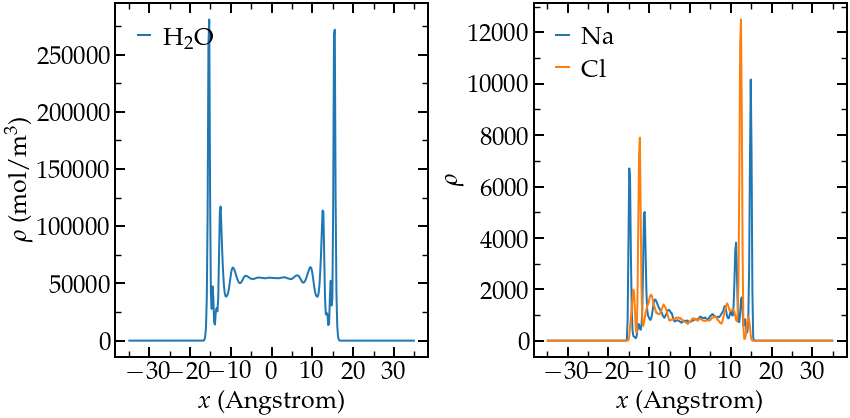 H₂O
ρ (mol/m³)
250000
200000
150000
100000
50000
0
−30 −20 −10 0 10 20 30
x (Angstrom)
Na
Cl
ρ
12000
10000
8000
6000
4000
2000
0
−30 −20 −10 0 10 20 30
x (Angstrom)